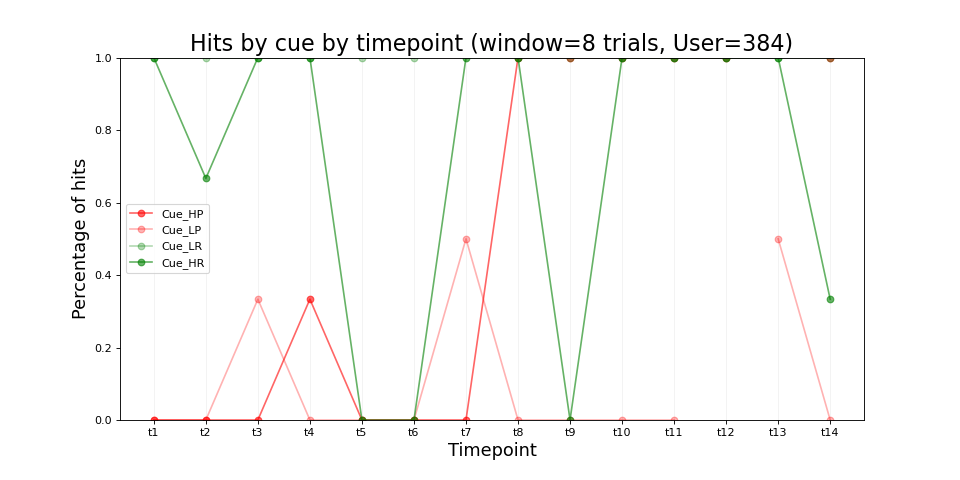 Hits by cue by timepoint (window=8 trials, User=384)
Percentage of hits
1.0
0.8
0.6
0.4
0.2
0.0
Cue_HP
Cue_LP
Cue_LR
Cue_HR
t1 t2 t3 t4 t5 t6 t7 t8 t9 t10 t11 t12 t13 t14
Timepoint